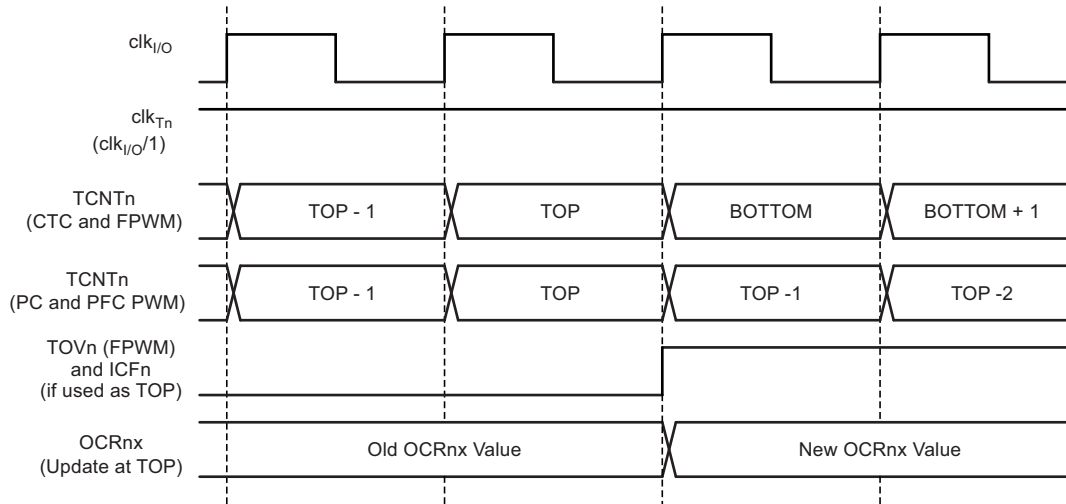 clkI/O
clkTn
(clkI/O/1)
TCNTn
(CTC and FPWM)
TOP - 1
TOP
BOTTOM
BOTTOM + 1
TCNTn
(PC and PFC PWM)
TOP - 1
TOP
TOP -1
TOP -2
TOVn (FPWM)
and ICFn
(if used as TOP)
OCRnx
(Update at TOP)
Old OCRnx Value
New OCRnx Value